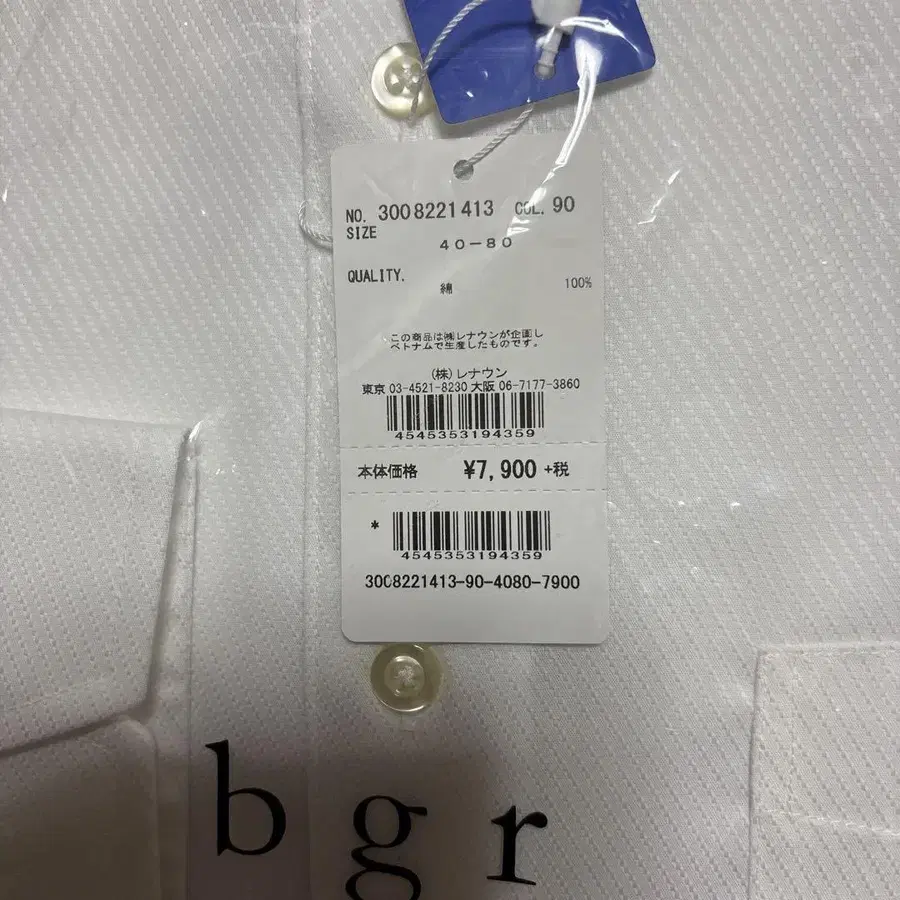 NO. 3008221413 COL. 90
SIZE
40-80
QUALITY.
綿 100%
この商品は㈱レナウンが企画し
ベトナムで生産したものです。
(株)レナウン
東京 03-4521-8230 大阪 06-7177-3860
4545353194359
本体価格 ¥7,900 +税
*
4545353194359
3008221413-90-4080-7900
b g r